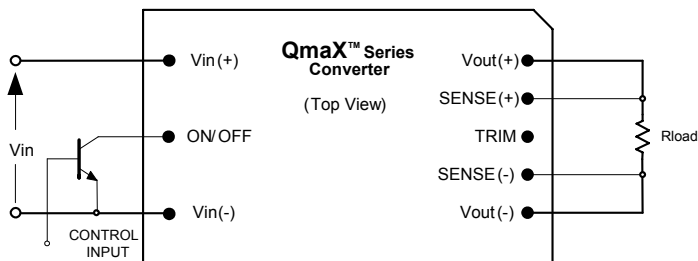 QmaX™ Series
Converter
(Top View)
Vin(+)
ON/OFF
Vin(-)
Vin
CONTROL
INPUT
Vout(+)
SENSE(+)
TRIM
SENSE(-)
Vout(-)
Rload